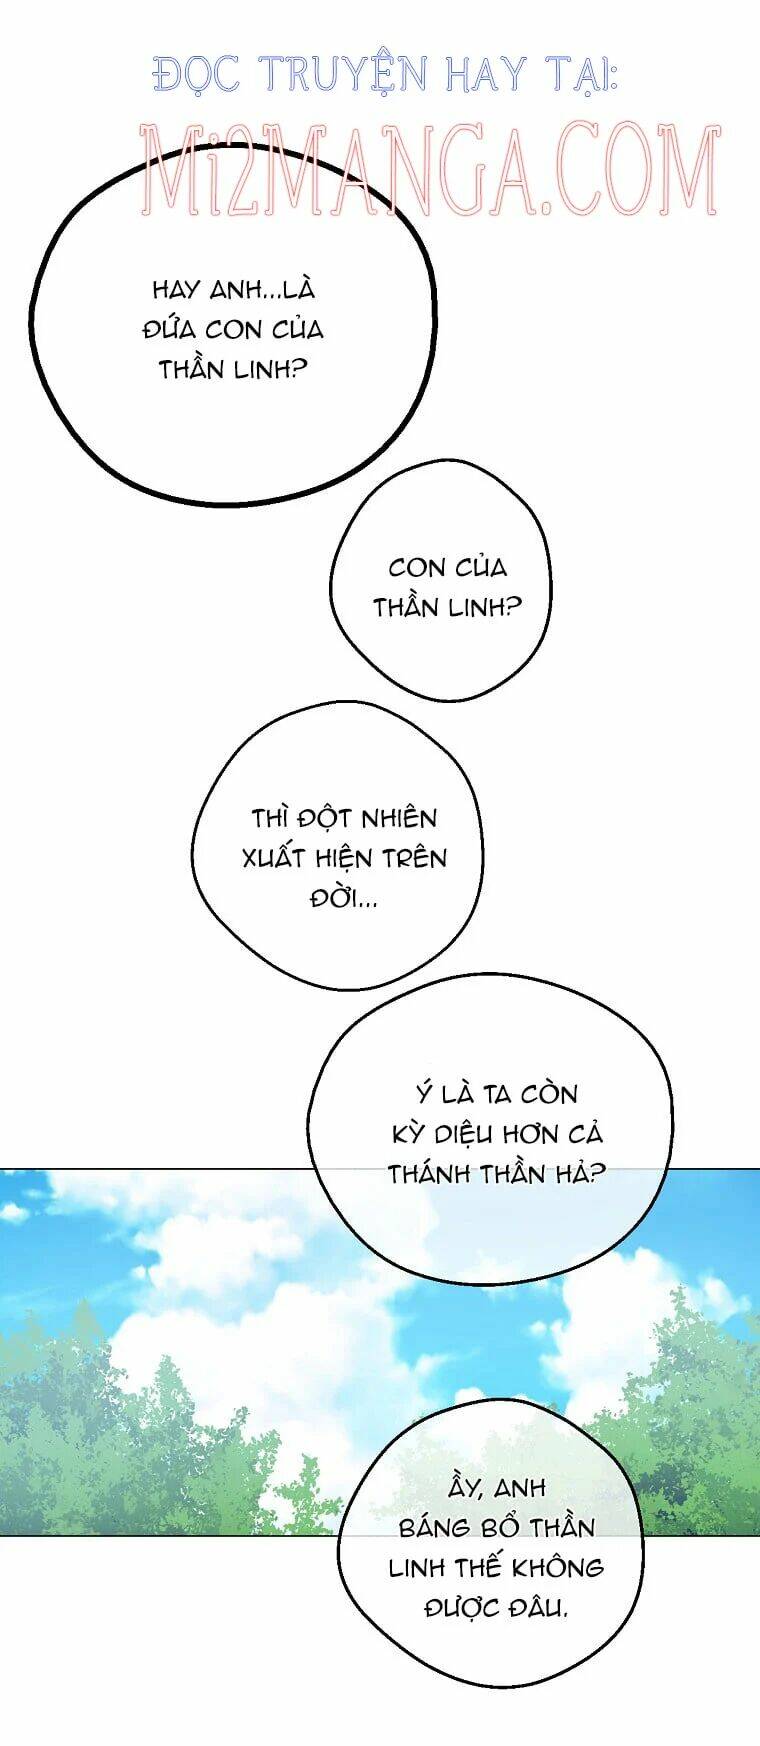 ĐỌC TRUYỆN HAY TẠI:
Mi2MANGA.COM
HAY ANH...LÀ
ĐỨA CON CỦA
THẦN LINH?
CON CỦA
THẦN LINH?
THÌ ĐỘT NHIÊN
XUẤT HIỆN TRÊN
ĐỜI...
Ý LÀ TA CÒN
KỲ DIỆU HƠN CẢ
THÁNH THẦN HẢ?
ẦY, ANH
BÁNG BỔ THẦN
LINH THẾ KHÔNG
ĐƯỢC ĐÂU.